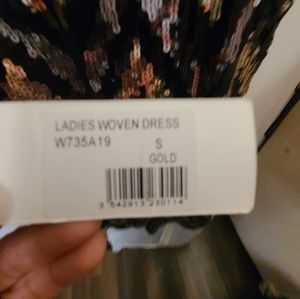 LADIES WOVEN DRESS
W735A19
S
GOLD
3 542913 230114